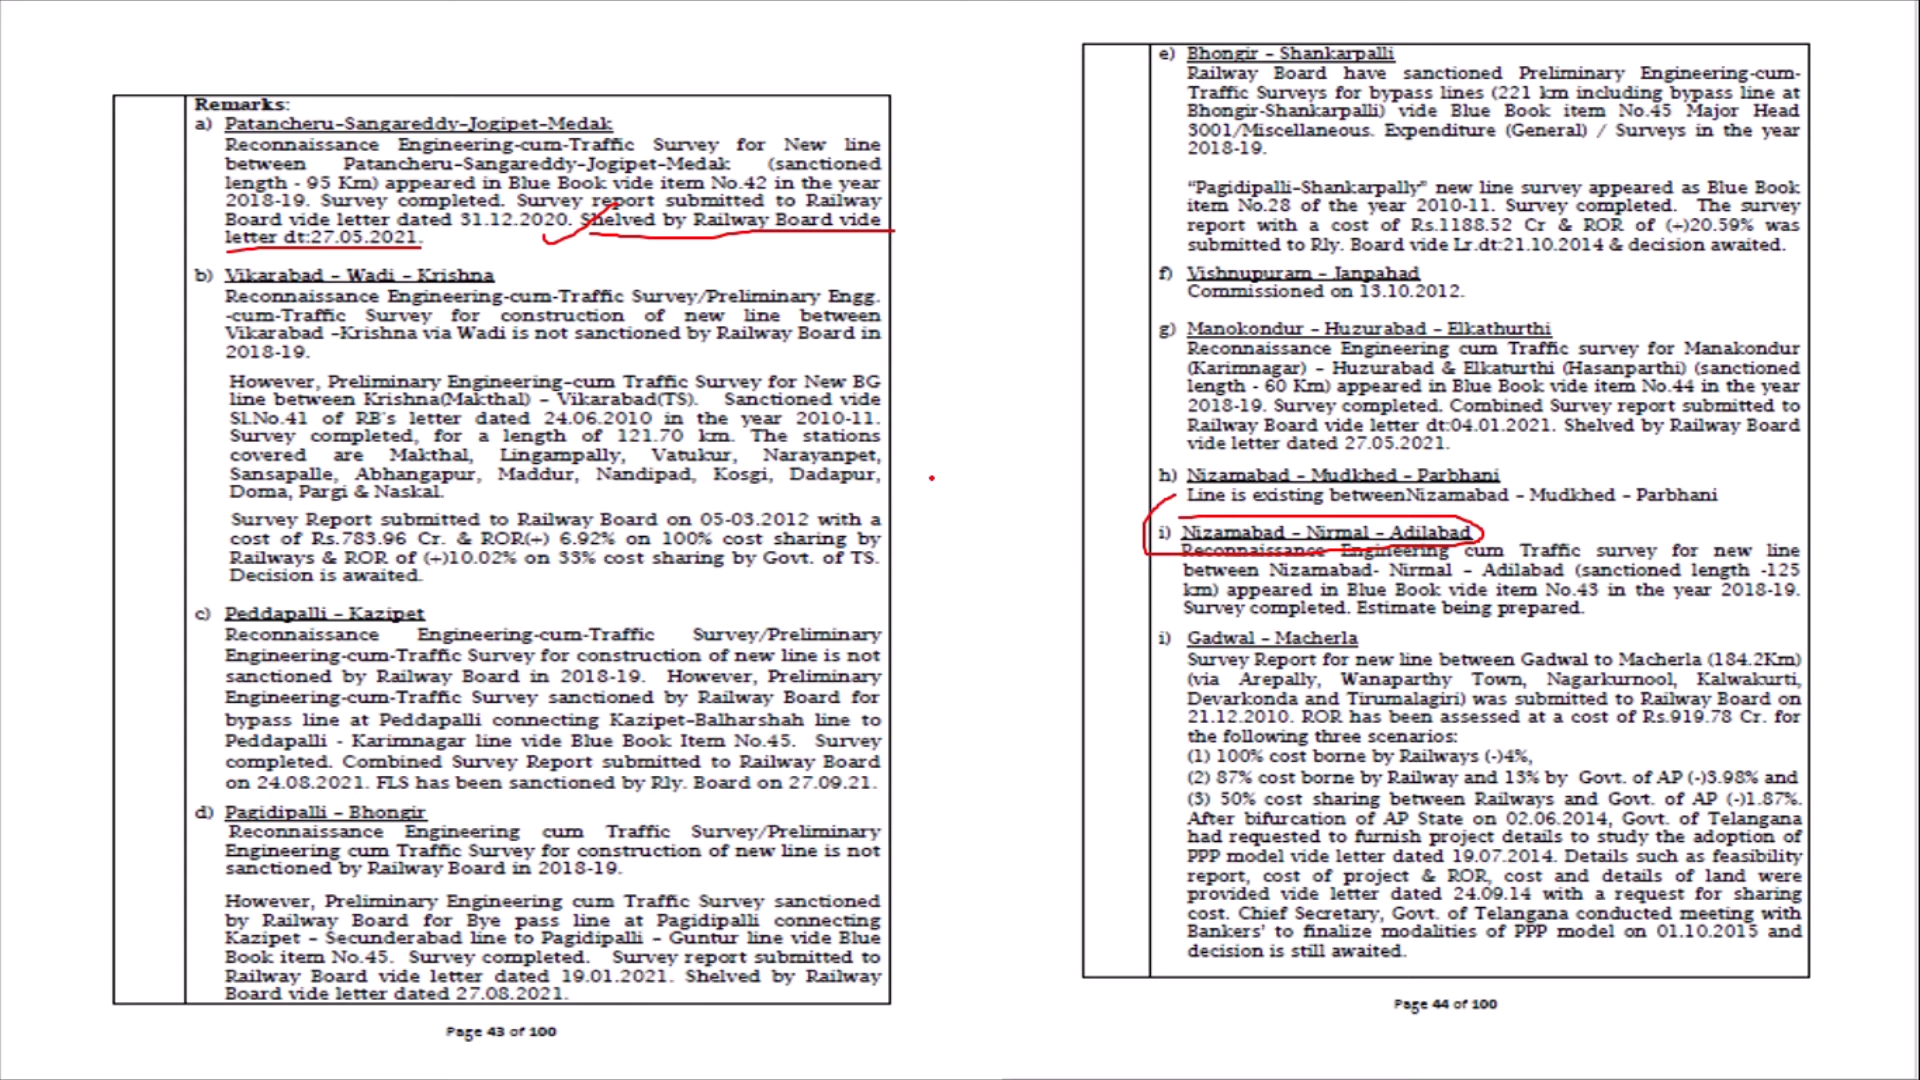 Remarks:
a) Patancheru–Sangareddy–Jogipet–Medak
Reconnaissance Engineering-cum-Traffic Survey for New line
between Patancheru–Sangareddy–Jogipet–Medak (sanctioned
length - 95 Km) appeared in Blue Book vide item No.42 in the year
2018-19. Survey completed. Survey report submitted to Railway
Board vide letter dated 31.12.2020. Shelved by Railway Board vide
letter dt:27.05.2021.
b) Vikarabad – Wadi – Krishna
Reconnaissance Engineering-cum-Traffic Survey/Preliminary Engg.
-cum-Traffic Survey for construction of new line between
Vikarabad –Krishna via Wadi is not sanctioned by Railway Board in
2018-19.
However, Preliminary Engineering–cum Traffic Survey for New BG
line between Krishna(Makthal) – Vikarabad(TS). Sanctioned vide
Sl.No.41 of RB's letter dated 24.06.2010 in the year 2010-11.
Survey completed, for a length of 121.70 km. The stations
covered are Makthal, Lingampally, Vatukur, Narayanpet,
Sansapalle, Abhangapur, Maddur, Nandipad, Kosgi, Dadapur,
Doma, Pargi & Naskal.
Survey Report submitted to Railway Board on 05-03.2012 with a
cost of Rs.783.96 Cr. & ROR(+) 6.92% on 100% cost sharing by
Railways & ROR of (+)10.02% on 33% cost sharing by Govt. of TS.
Decision is awaited.
c) Peddapalli – Kazipet
Reconnaissance Engineering-cum-Traffic Survey/Preliminary
Engineering-cum-Traffic Survey for construction of new line is not
sanctioned by Railway Board in 2018-19. However, Preliminary
Engineering-cum-Traffic Survey sanctioned by Railway Board for
bypass line at Peddapalli connecting Kazipet–Balharshah line to
Peddapalli - Karimnagar line vide Blue Book Item No.45. Survey
completed. Combined Survey Report submitted to Railway Board
on 24.08.2021. FLS has been sanctioned by Rly. Board on 27.09.21.
d) Pagidipalli – Bhongir
Reconnaissance Engineering cum Traffic Survey/Preliminary
Engineering cum Traffic Survey for construction of new line is not
sanctioned by Railway Board in 2018-19.
However, Preliminary Engineering cum Traffic Survey sanctioned
by Railway Board for Bye pass line at Pagidipalli connecting
Kazipet – Secunderabad line to Pagidipalli – Guntur line vide Blue
Book item No.45. Survey completed. Survey report submitted to
Railway Board vide letter dated 19.01.2021. Shelved by Railway
Board vide letter dated 27.08.2021.
Page 43 of 100
e) Bhongir – Shankarpalli
Railway Board have sanctioned Preliminary Engineering-cum-
Traffic Surveys for bypass lines (221 km including bypass line at
Bhongir-Shankarpalli) vide Blue Book item No.45 Major Head
3001/Miscellaneous. Expenditure (General) / Surveys in the year
2018-19.
"Pagidipalli–Shankarpally" new line survey appeared as Blue Book
item No.28 of the year 2010-11. Survey completed. The survey
report with a cost of Rs.1188.52 Cr & ROR of (+)20.59% was
submitted to Rly. Board vide Lr.dt:21.10.2014 & decision awaited.
f) Vishnupuram – Janpahad
Commissioned on 13.10.2012.
g) Manokondur – Huzurabad – Elkathurthi
Reconnaissance Engineering cum Traffic survey for Manakondur
(Karimnagar) – Huzurabad & Elkaturthi (Hasanparthi) (sanctioned
length - 60 Km) appeared in Blue Book vide item No.44 in the year
2018-19. Survey completed. Combined Survey report submitted to
Railway Board vide letter dt:04.01.2021. Shelved by Railway Board
vide letter dated 27.05.2021.
h) Nizamabad – Mudkhed – Parbhani
Line is existing betweenNizamabad – Mudkhed – Parbhani
i) Nizamabad – Nirmal – Adilabad
Reconnaissance Engineering cum Traffic survey for new line
between Nizamabad- Nirmal – Adilabad (sanctioned length -125
km) appeared in Blue Book vide item No.43 in the year 2018-19.
Survey completed. Estimate being prepared.
i) Gadwal – Macherla
Survey Report for new line between Gadwal to Macherla (184.2Km)
(via Arepally, Wanaparthy Town, Nagarkurnool, Kalwakurti,
Devarkonda and Tirumalagiri) was submitted to Railway Board on
21.12.2010. ROR has been assessed at a cost of Rs.919.78 Cr. for
the following three scenarios:
(1) 100% cost borne by Railways (-)4%,
(2) 87% cost borne by Railway and 13% by Govt. of AP (-)3.98% and
(3) 50% cost sharing between Railways and Govt. of AP (-)1.87%.
After bifurcation of AP State on 02.06.2014, Govt. of Telangana
had requested to furnish project details to study the adoption of
PPP model vide letter dated 19.07.2014. Details such as feasibility
report, cost of project & ROR, cost and details of land were
provided vide letter dated 24.09.14 with a request for sharing
cost. Chief Secretary, Govt. of Telangana conducted meeting with
Bankers' to finalize modalities of PPP model on 01.10.2015 and
decision is still awaited.
Page 44 of 100